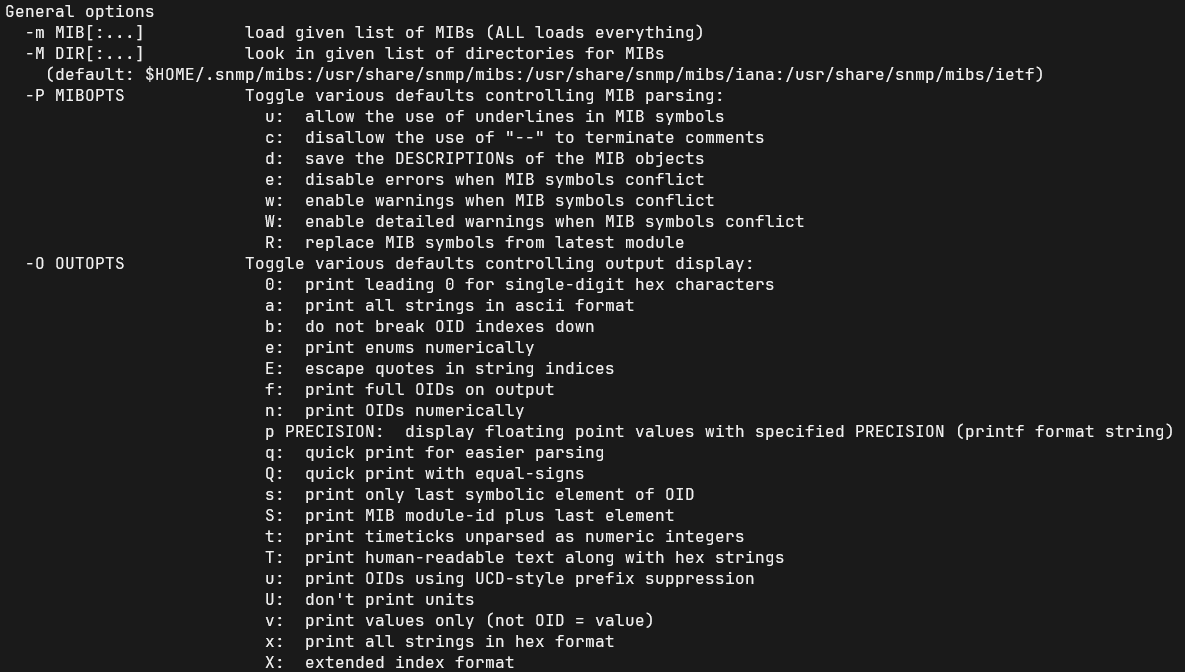 General options
  -m MIB[:...]          load given list of MIBs (ALL loads everything)
  -M DIR[:...]          look in given list of directories for MIBs
    (default: $HOME/.snmp/mibs:/usr/share/snmp/mibs:/usr/share/snmp/mibs/iana:/usr/share/snmp/mibs/ietf)
  -P MIBOPTS            Toggle various defaults controlling MIB parsing:
                          u:  allow the use of underlines in MIB symbols
                          c:  disallow the use of "--" to terminate comments
                          d:  save the DESCRIPTIONs of the MIB objects
                          e:  disable errors when MIB symbols conflict
                          w:  enable warnings when MIB symbols conflict
                          W:  enable detailed warnings when MIB symbols conflict
                          R:  replace MIB symbols from latest module
  -O OUTOPTS            Toggle various defaults controlling output display:
                          0:  print leading 0 for single-digit hex characters
                          a:  print all strings in ascii format
                          b:  do not break OID indexes down
                          e:  print enums numerically
                          E:  escape quotes in string indices
                          f:  print full OIDs on output
                          n:  print OIDs numerically
                          p PRECISION:  display floating point values with specified PRECISION (printf format string)
                          q:  quick print for easier parsing
                          Q:  quick print with equal-signs
                          s:  print only last symbolic element of OID
                          S:  print MIB module-id plus last element
                          t:  print timeticks unparsed as numeric integers
                          T:  print human-readable text along with hex strings
                          u:  print OIDs using UCD-style prefix suppression
                          U:  don't print units
                          v:  print values only (not OID = value)
                          x:  print all strings in hex format
                          X:  extended index format